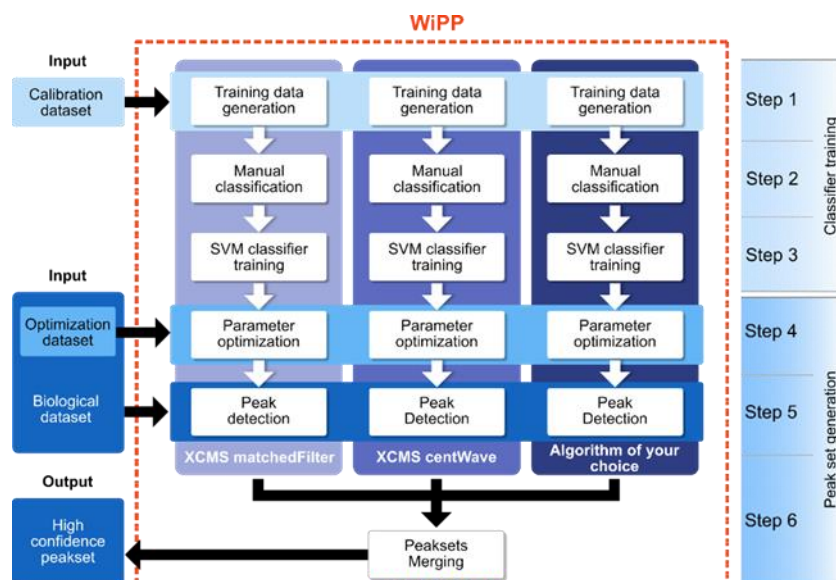 WiPP
Input
Calibration
dataset
Training data
generation
Training data
generation
Training data
generation
Step 1
Manual
classification
Manual
classification
Manual
classification
Step 2
SVM classifier
training
SVM classifier
training
SVM classifier
training
Step 3
Classifier training
Input
Optimization
dataset
Parameter
optimization
Parameter
optimization
Parameter
optimization
Step 4
Biological
dataset
Peak
detection
Peak
Detection
Peak
Detection
Step 5
XCMS matchedFilter
XCMS centWave
Algorithm of your
choice
Peak set generation
Output
High
confidence
peakset
Peaksets
Merging
Step 6